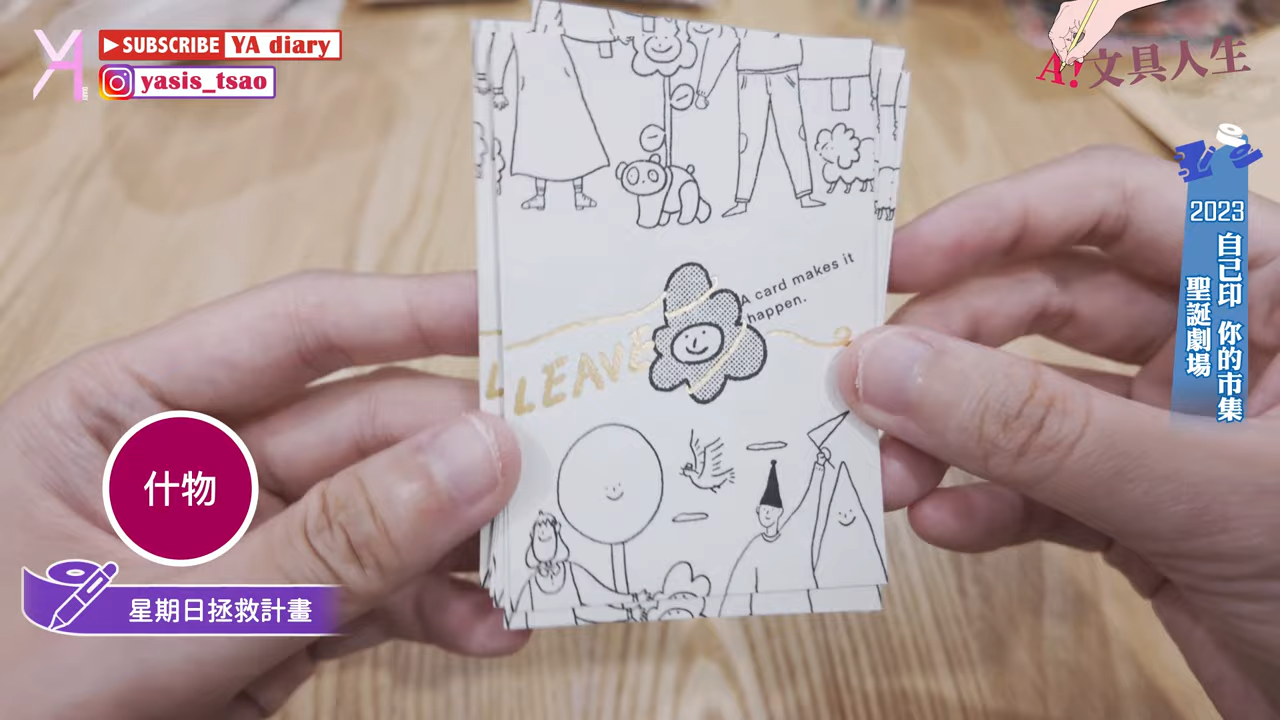 SUBSCRIBE YA diary
yasis_tsao
A!文具人生
2023
自己印 你的市集
聖誕劇場
A card makes it
happen.
LEAVE
L
什物
星期日拯救計畫